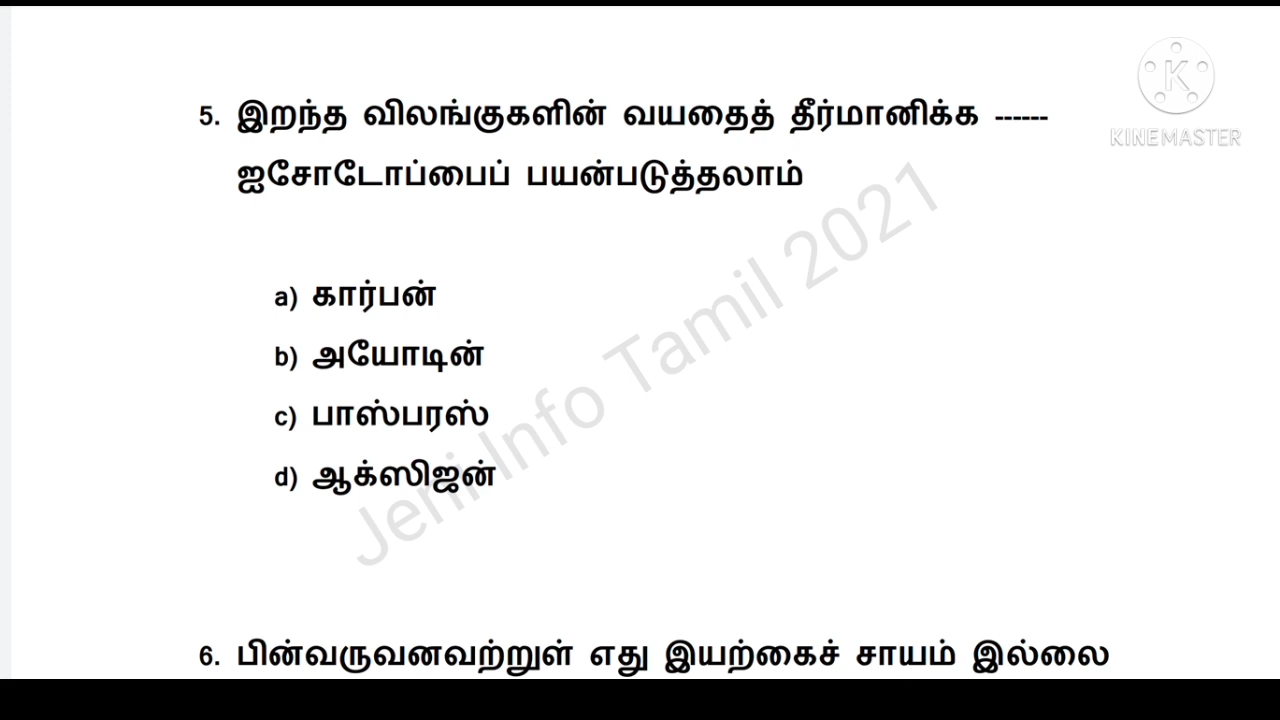 KINEMASTER
5. இறந்த விலங்குகளின் வயதைத் தீர்மானிக்க ------
ஐசோடோப்பைப் பயன்படுத்தலாம்
a) கார்பன்
b) அயோடின்
c) பாஸ்பரஸ்
d) ஆக்ஸிஜன்
Jeni Info Tamil 2021
6. பின்வருவனவற்றுள் எது இயற்கைச் சாயம் இல்லை